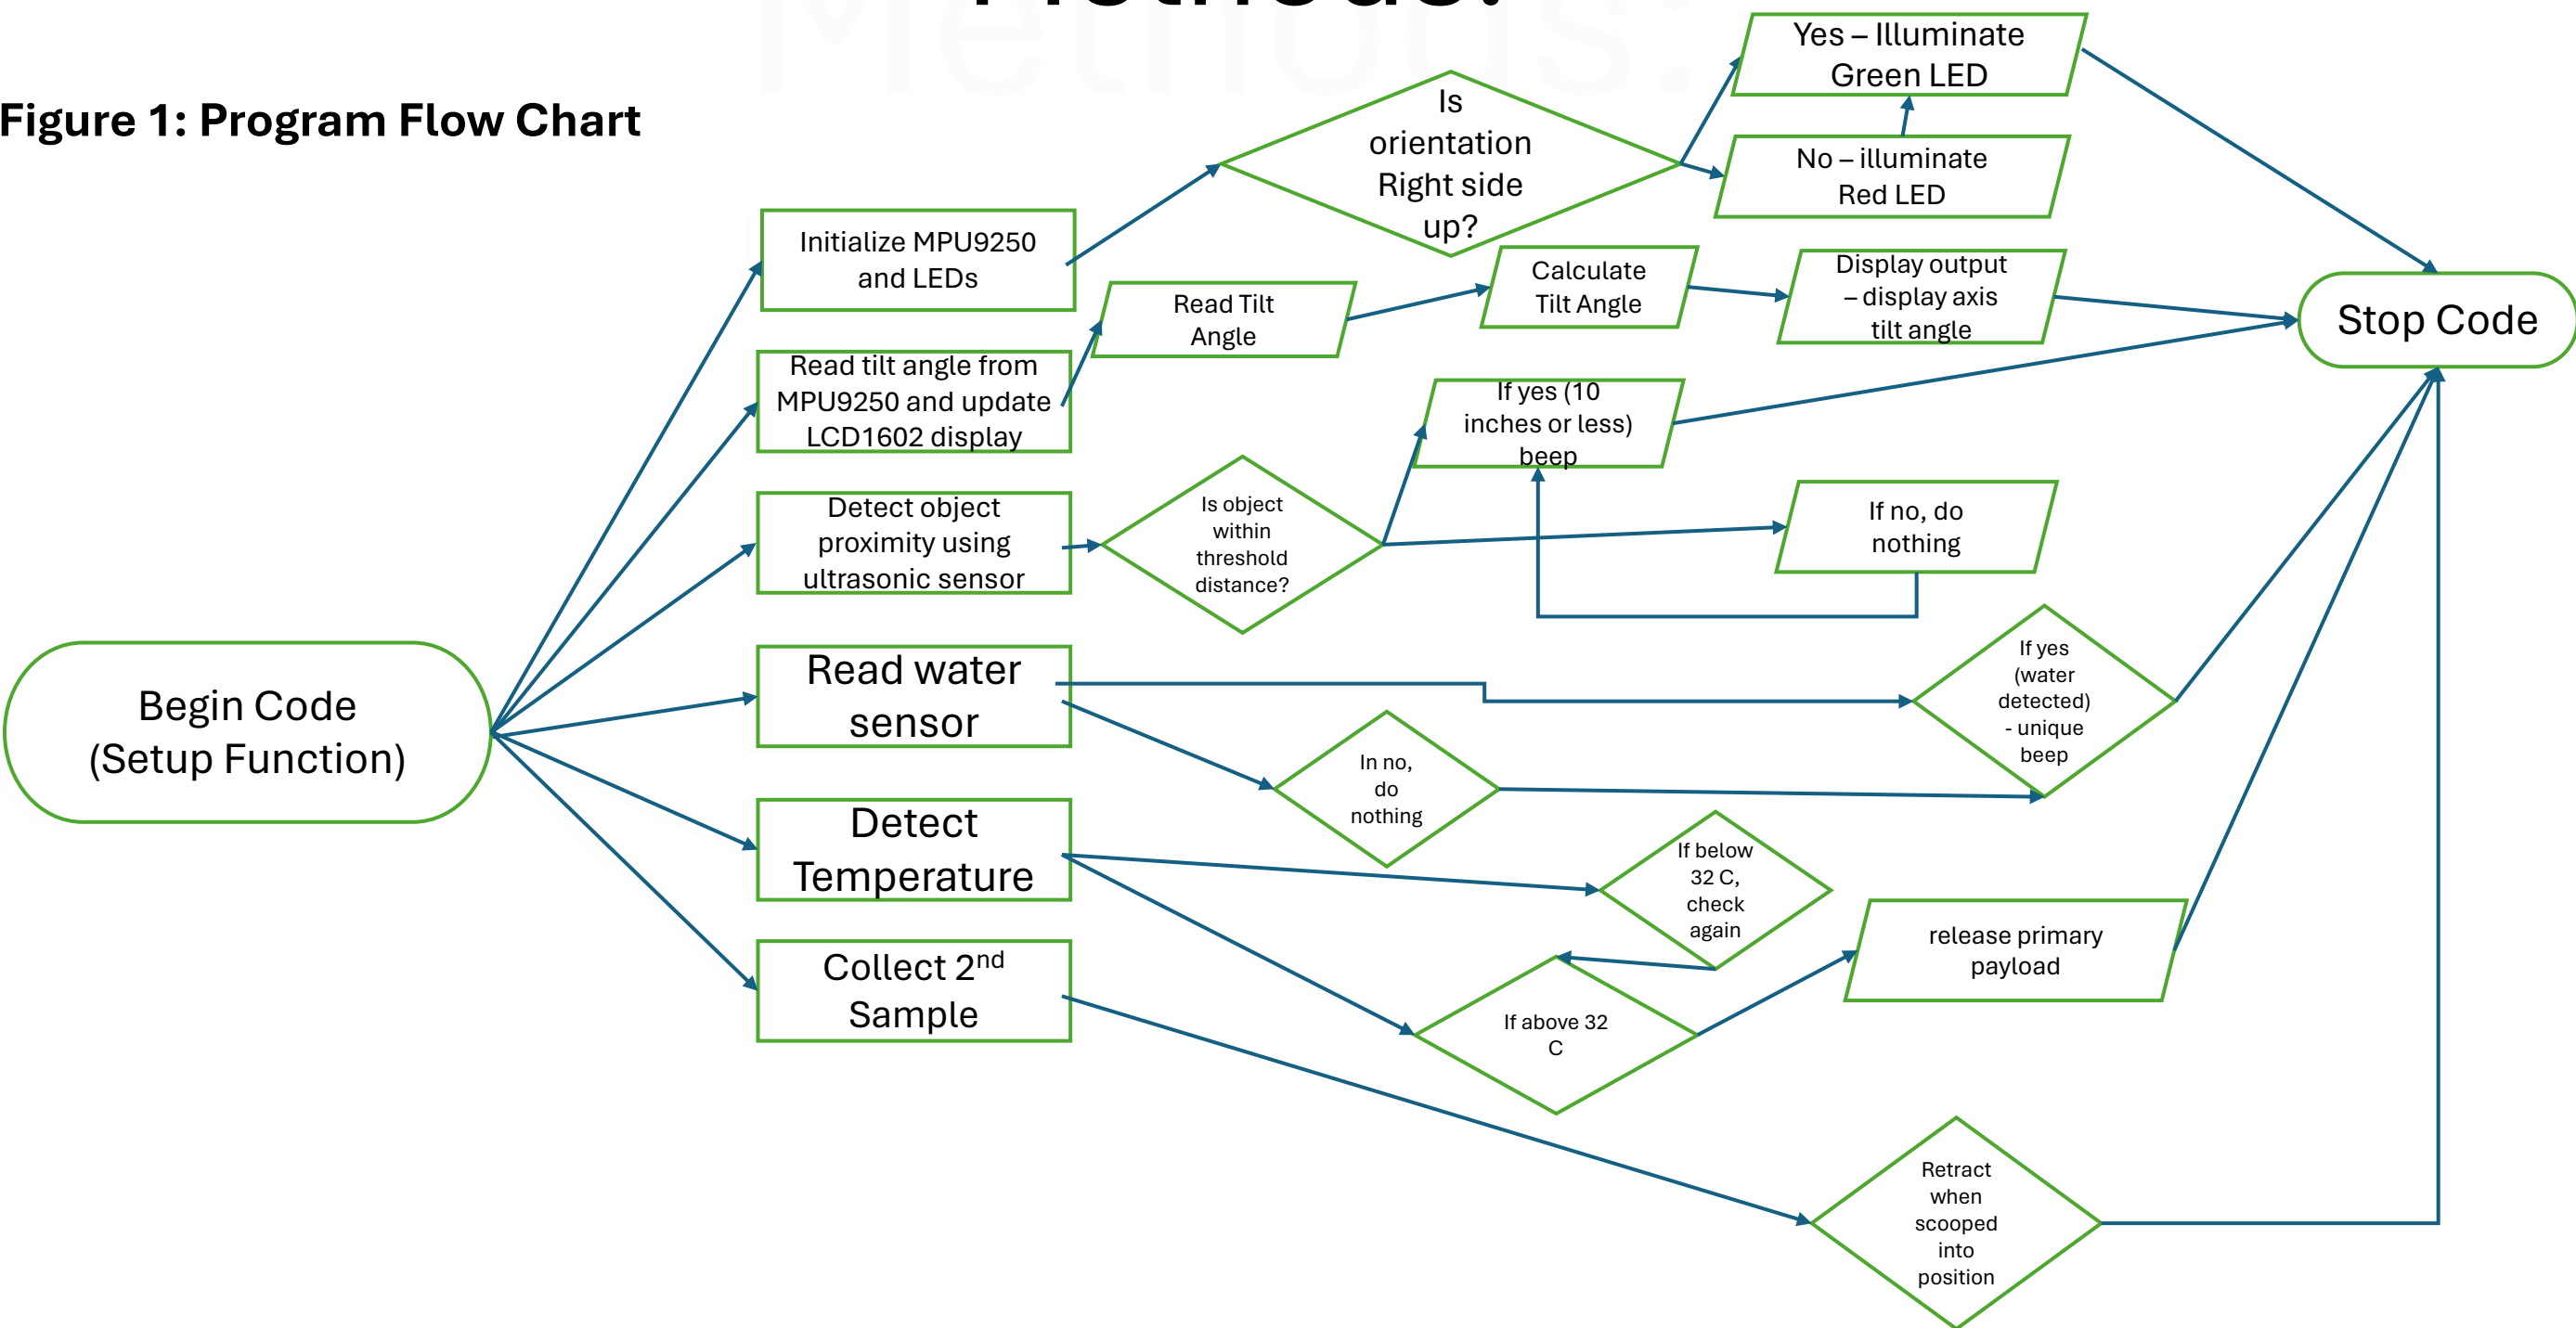 Methods:
Figure 1: Program Flow Chart
Yes – Illuminate
Green LED
Is
orientation
Right side
up?
No – illuminate
Red LED
Initialize MPU9250
and LEDs
Read Tilt
Angle
Calculate
Tilt Angle
Display output
– display axis
tilt angle
Stop Code
Read tilt angle from
MPU9250 and update
LCD1602 display
If yes (10
inches or less)
beep
Detect object
proximity using
ultrasonic sensor
Is object
within
threshold
distance?
If no, do
nothing
Begin Code
(Setup Function)
Read water
sensor
If yes
(water
detected)
- unique
beep
In no,
do
nothing
Detect
Temperature
If below
32 C,
check
again
Collect 2nd
Sample
If above 32
C
release primary
payload
Retract
when
scooped
into
position